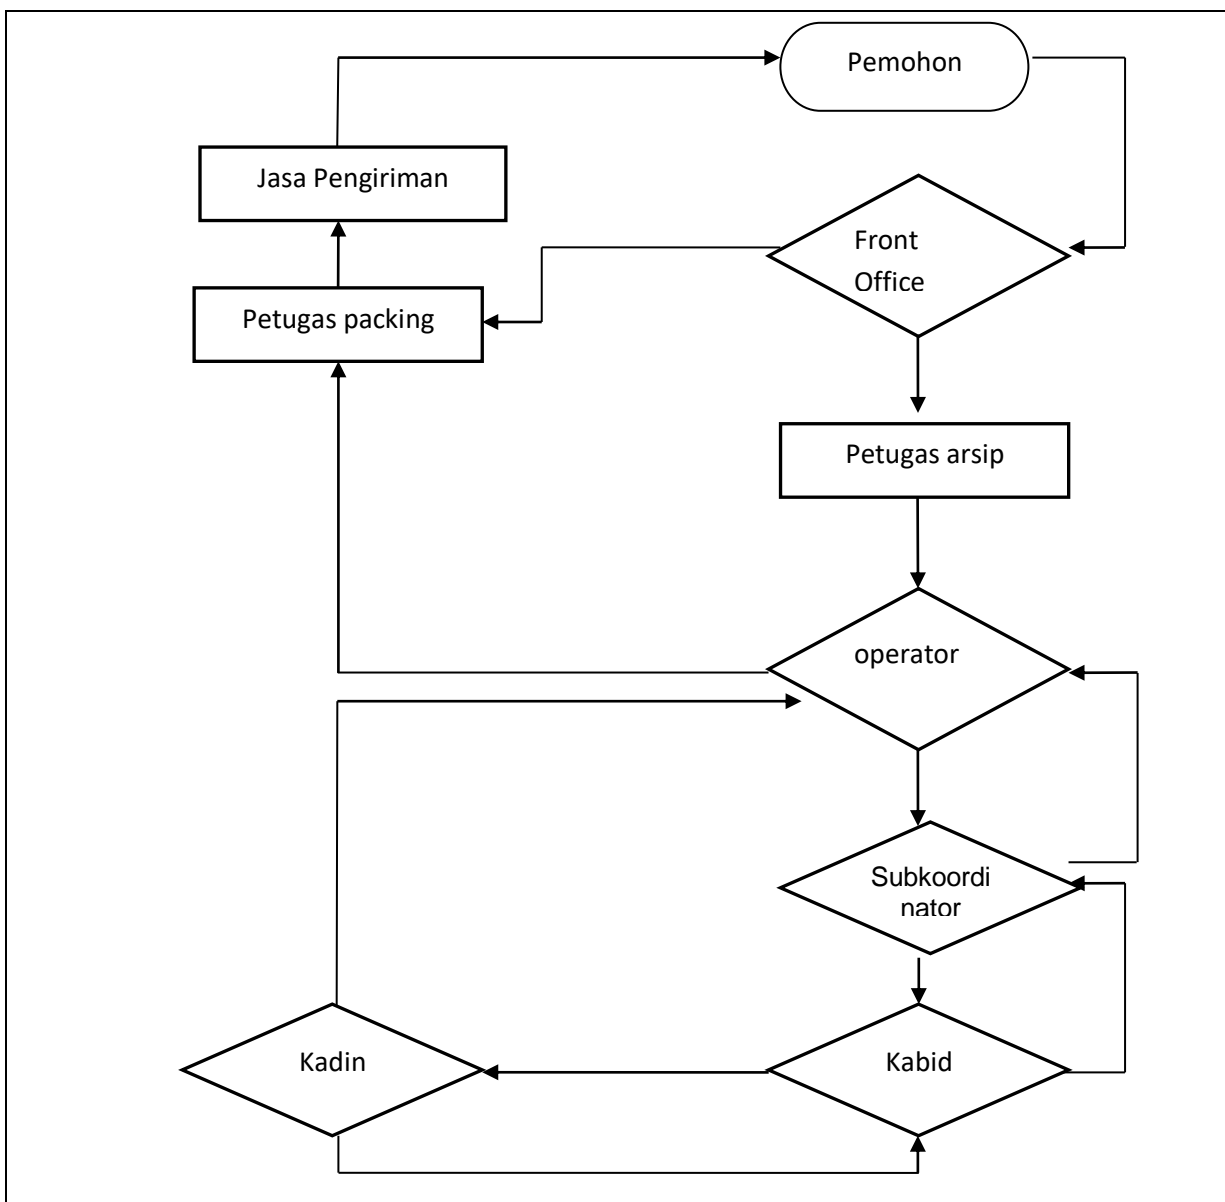 Pemohon
Jasa Pengiriman
Front
Office
Petugas packing
Petugas arsip
operator
Subkoordi
nator
Kadin
Kabid